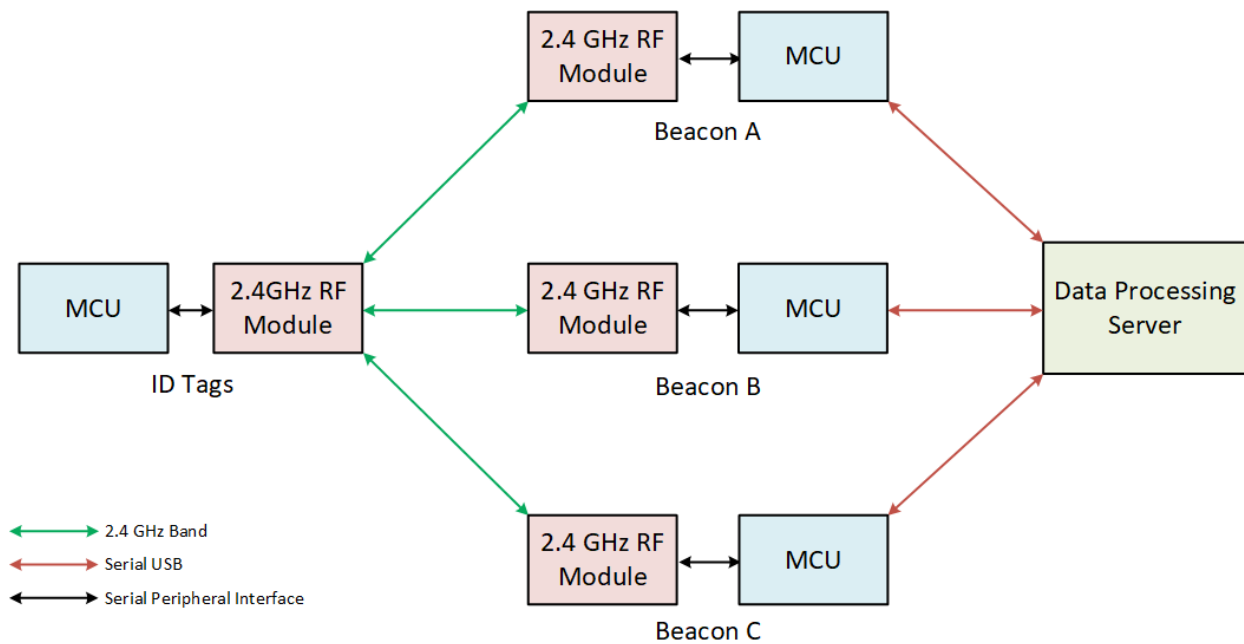 2.4 GHz RF
Module
MCU
Beacon A
MCU
2.4GHz RF
Module
ID Tags
2.4 GHz RF
Module
MCU
Beacon B
Data Processing
Server
2.4 GHz RF
Module
MCU
Beacon C
2.4 GHz Band
Serial USB
Serial Peripheral Interface